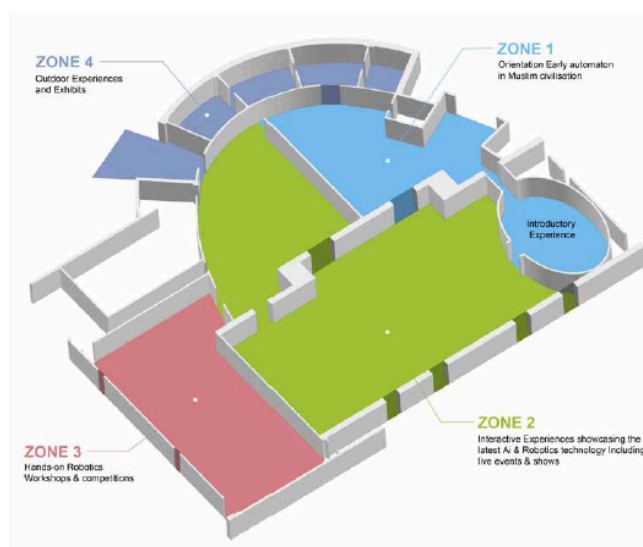 ZONE 4
Outdoor Experiences
and Exhibits
ZONE 1
Orientation Early automaton
in Muslim civilisation
Introductory
Experience
ZONE 2
Interactive Experiences showcasing the
latest Ai & Robotics technology Including
live events & shows
ZONE 3
Hands-on Robotics
Workshops & competitions